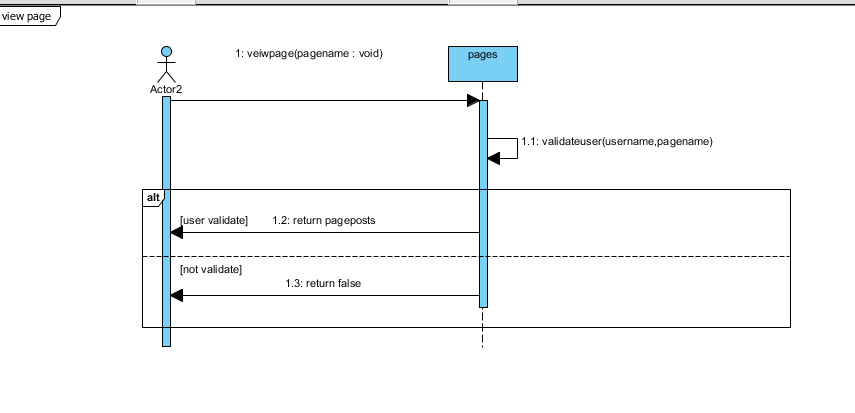 view page
1: veiwpage(pagename : void)
pages
Actor2
1.1: validateuser(username,pagename)
alt
[user validate]
1.2: return pageposts
[not validate]
1.3: return false